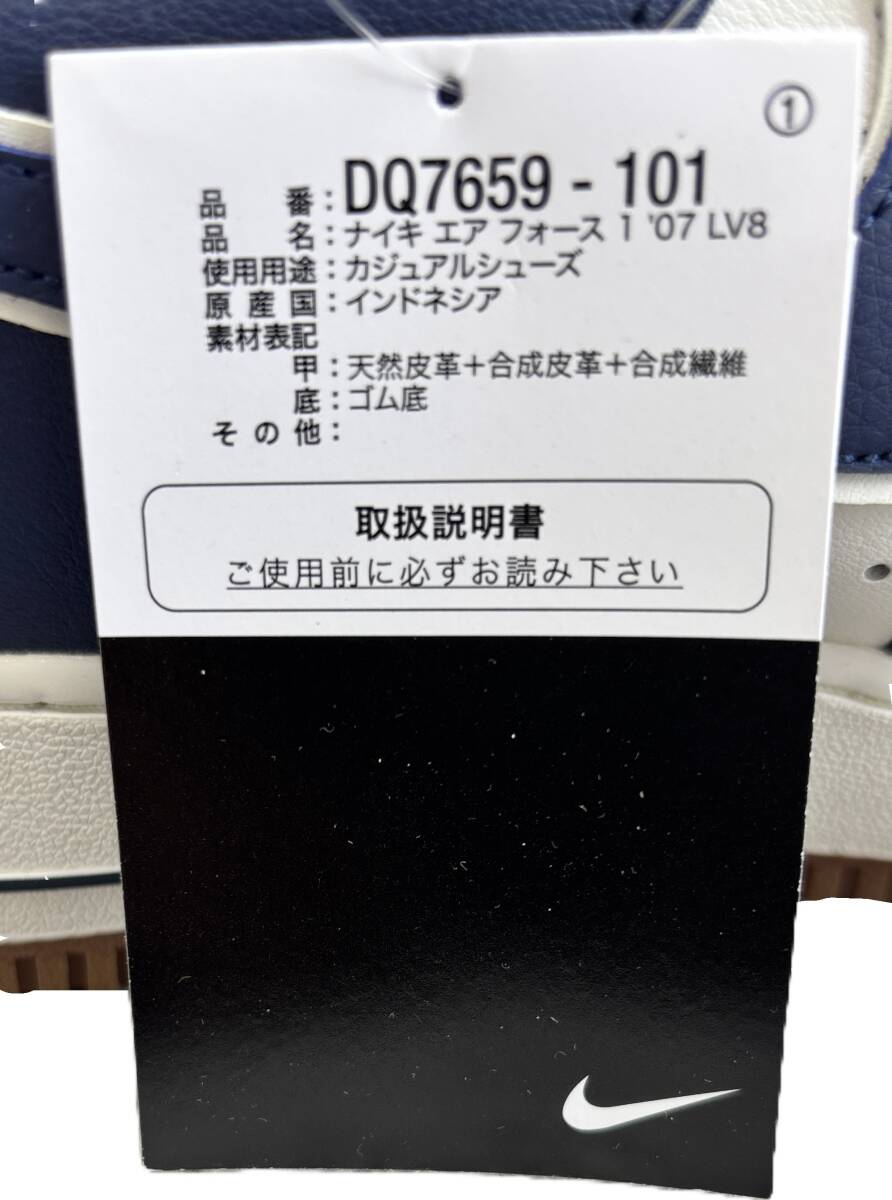 ①
品番：DQ7659 - 101
品名：ナイキ エア フォース 1 '07 LV8
使用用途：カジュアルシューズ
原産国：インドネシア
素材表記
甲：天然皮革＋合成皮革＋合成繊維
底：ゴム底
その他：
取扱説明書
ご使用前に必ずお読み下さい